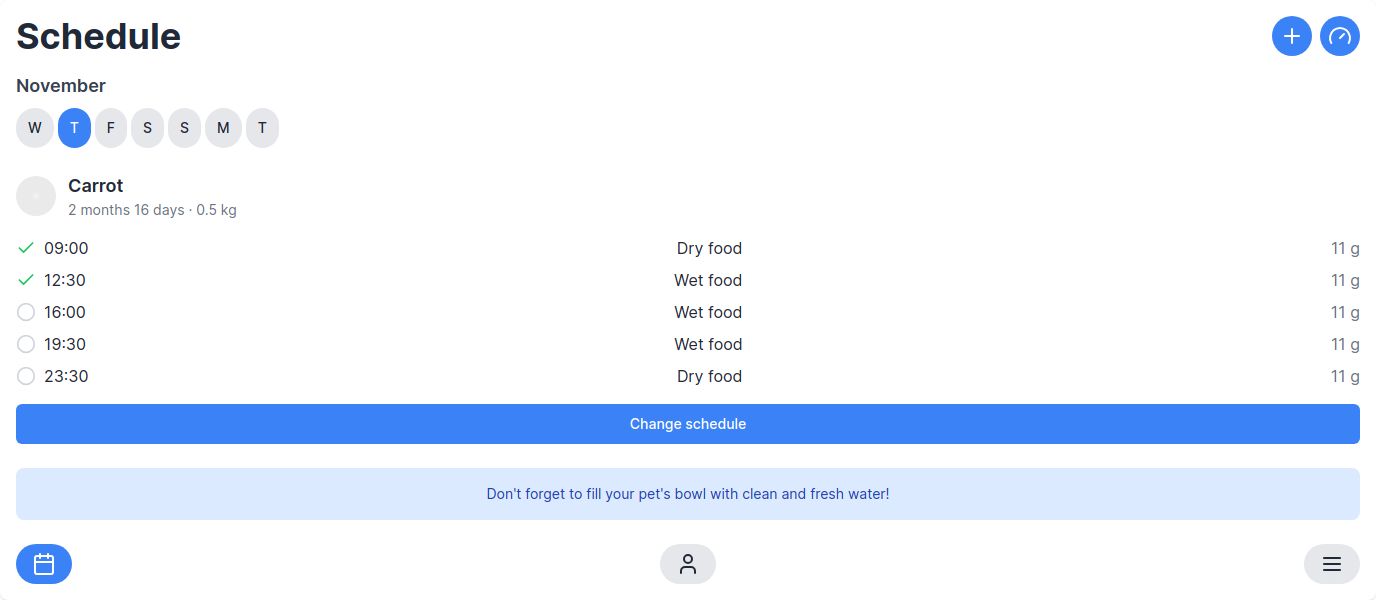 Schedule
November
W T F S S M T
Carrot
2 months 16 days · 0.5 kg
09:00 Dry food 11 g
12:30 Wet food 11 g
16:00 Wet food 11 g
19:30 Wet food 11 g
23:30 Dry food 11 g
Change schedule
Don't forget to fill your pet's bowl with clean and fresh water!